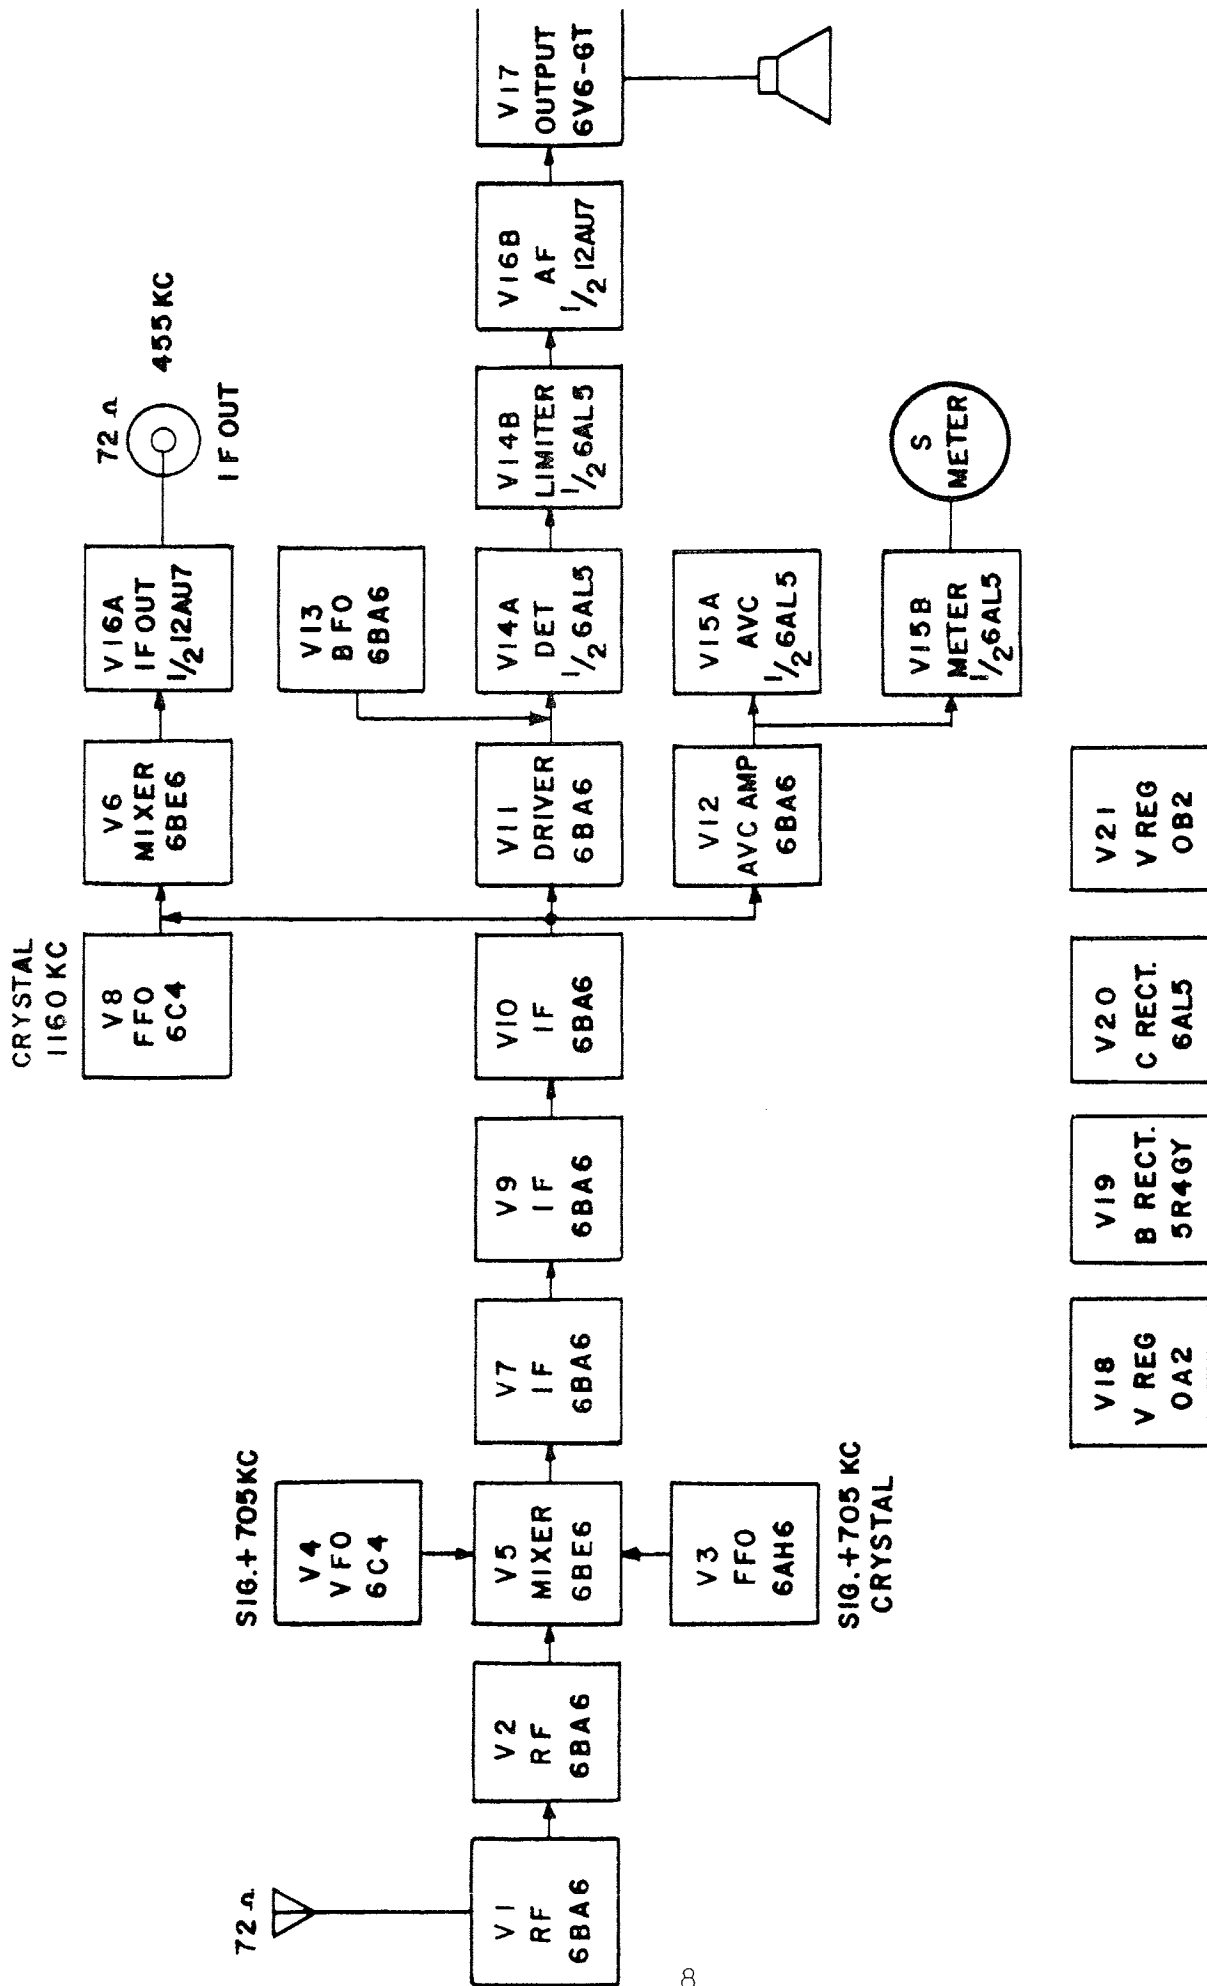 72 Ω
V1
RF
6BA6
V2
RF
6BA6
SIG.+705KC
V4
VFO
6C4
V5
MIXER
6BE6
V3
FFO
6AH6
SIG.+705 KC
CRYSTAL
V7
IF
6BA6
V9
IF
6BA6
V10
IF
6BA6
CRYSTAL
1160 KC
V8
FFO
6C4
V6
MIXER
6BE6
V16A
IF OUT
1/2 12AU7
72 Ω
455KC
IF OUT
V11
DRIVER
6BA6
V13
BFO
6BA6
V14A
DET
1/2 6AL5
V14B
LIMITER
1/2 6AL5
V16B
AF
1/2 12AU7
V17
OUTPUT
6V6-GT
V12
AVC AMP
6BA6
V15A
AVC
1/2 6AL5
V15B
METER
1/2 6AL5
S
METER
V18
V REG
OA2
V19
B RECT.
5R4GY
V20
C RECT.
6AL5
V21
V REG
OB2
8